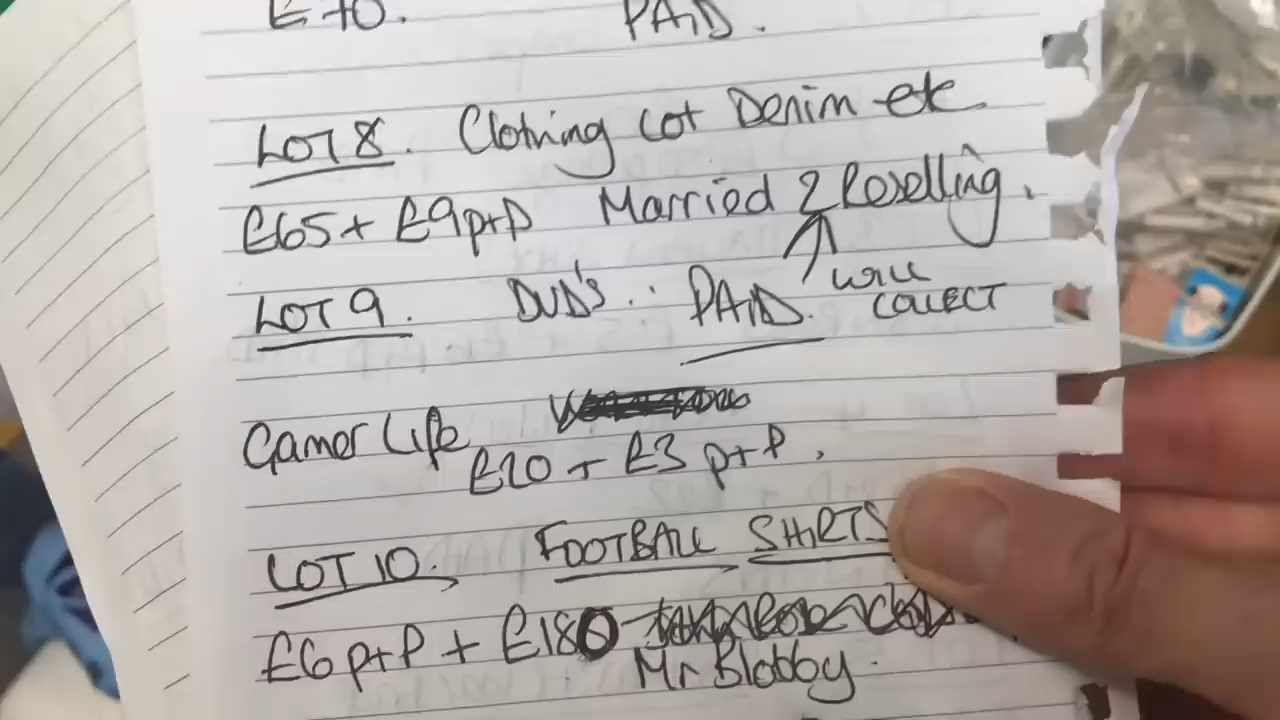 £70. PAID.
LOT 8. Clothing Lot Denim etc
£65 + £9 p+p Married 2 Reselling.
LOT 9. DVD's. PAID. will
COLLECT
Gamer Life
£20 + £3 p+p.
LOT 10. FOOTBALL SHIRTS
£6 p+p + £180
Mr Blobby.